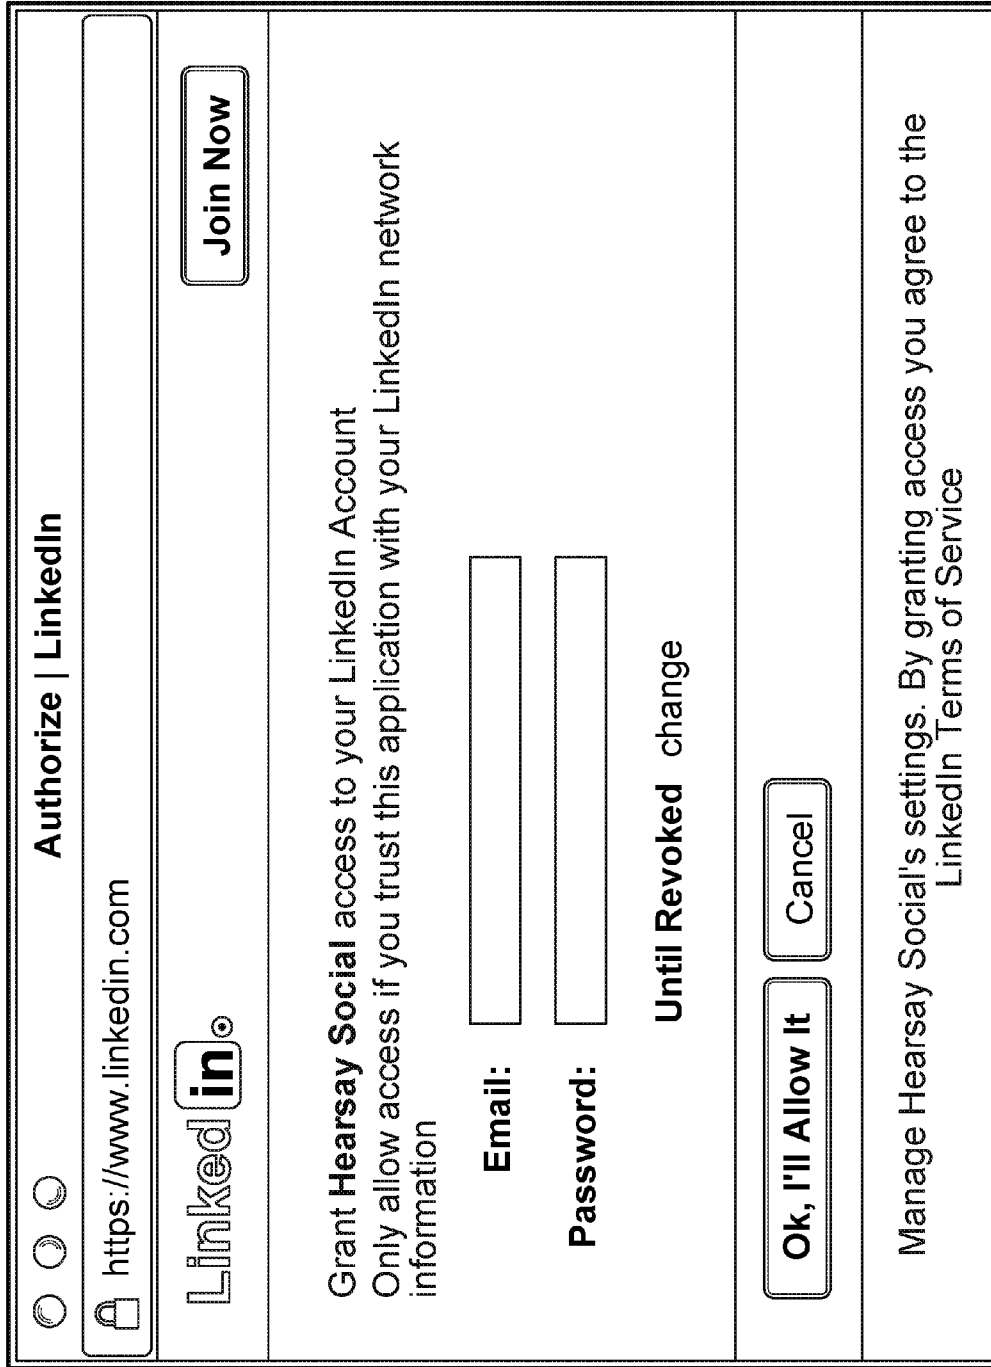 Authorize | LinkedIn
https://www.linkedin.com
Linked in
Join Now
Grant Hearsay Social access to your LinkedIn Account
Only allow access if you trust this application with your LinkedIn network
information
Email:
Password:
Until Revoked change
Ok, I'll Allow It
Cancel
Manage Hearsay Social's settings. By granting access you agree to the
LinkedIn Terms of Service